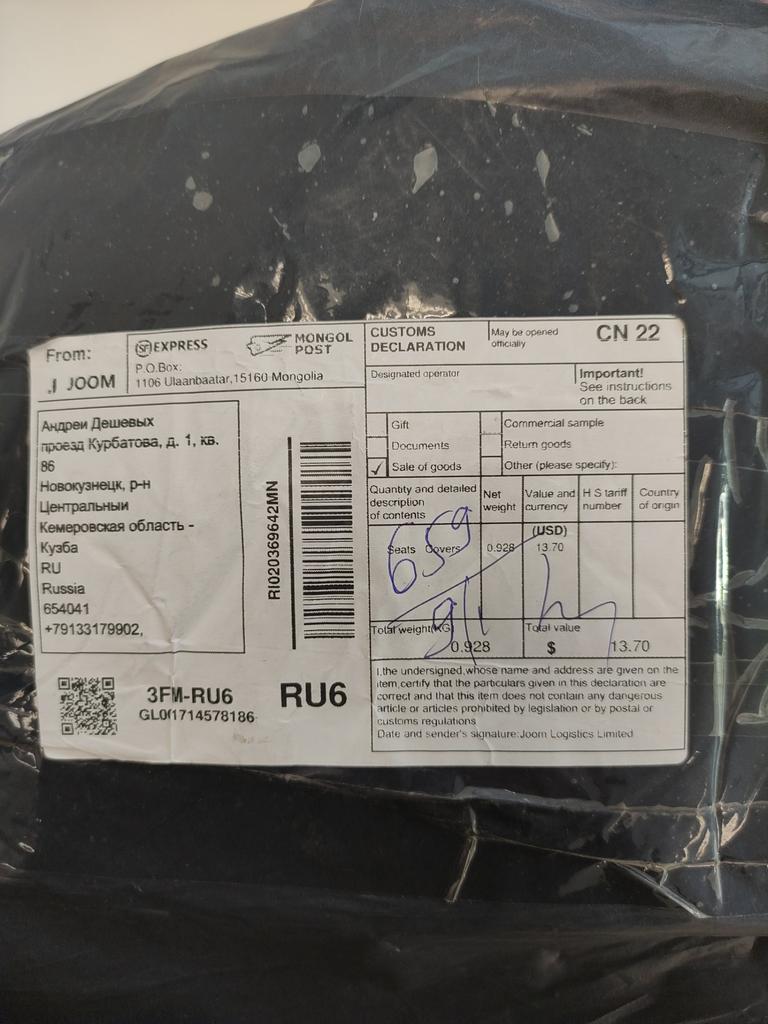 From:
JOOM
SF EXPRESS
MONGOL
POST
P.O.Box:
1106 Ulaanbaatar,15160 Mongolia
Андреи Дешевых
проезд Курбатова, д. 1, кв.
86
Новокузнецк, р-н
Центральный
Кемеровская область -
Кузба
RU
Russia
654041
+79133179902,
RI020369642MN
3FM-RU6
GL001714578186
RU6
CUSTOMS
DECLARATION
May be opened
officially
CN 22
Designated operator
Important!
See instructions
on the back
Gift
Commercial sample
Documents
Return goods
✓ Sale of goods
Other (please specify):
Quantity and detailed
description
of contents
Net
weight
Value and
currency
(USD)
H S tariff
number
Country
of origin
Seats Covers 0.928 13.70
659
Total weight(KG)
0.928
Total value
$ 13.70
I,the undersigned,whose name and address are given on the
item,certify that the particulars given in this declaration are
correct and that this item does not contain any dangerous
article or articles prohibited by legislation or by postal or
customs regulations
Date and sender's signature:Joom Logistics Limited